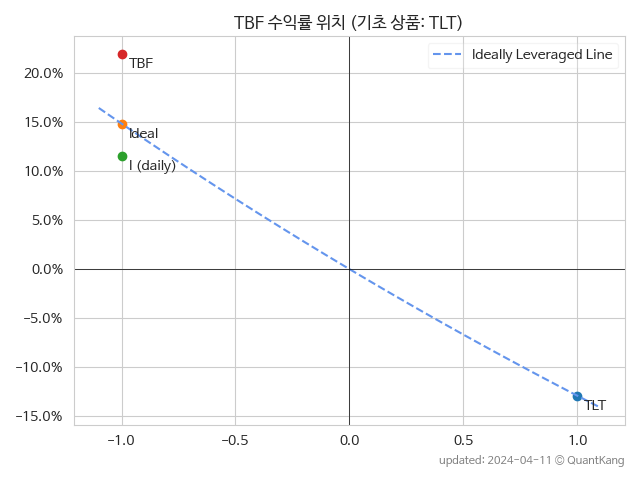 TBF 수익률 위치 (기초 상품: TLT)
Ideally Leveraged Line
TBF
Ideal
I (daily)
TLT
20.0%
15.0%
10.0%
5.0%
0.0%
−5.0%
−10.0%
−15.0%
−1.0
−0.5
0.0
0.5
1.0
updated: 2024-04-11 © QuantKang